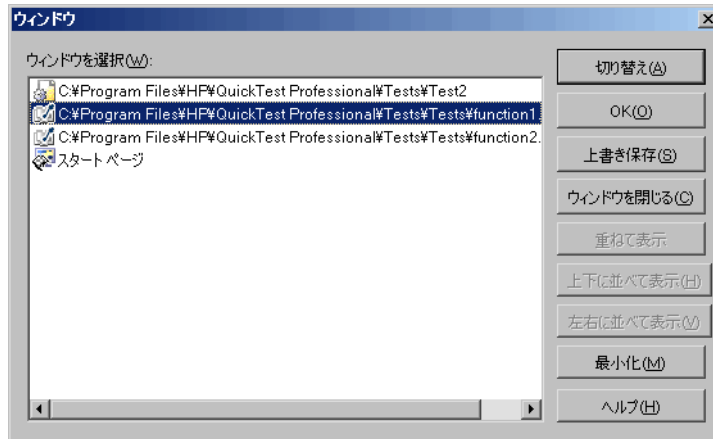 ウィンドウ
ウィンドウを選択(W):
C:¥Program Files¥HP¥QuickTest Professional¥Tests¥Test2
C:¥Program Files¥HP¥QuickTest Professional¥Tests¥Tests¥function1.
C:¥Program Files¥HP¥QuickTest Professional¥Tests¥Tests¥function2.
スタート ページ
切り替え(A)
OK(O)
上書き保存(S)
ウィンドウを閉じる(C)
重ねて表示
上下に並べて表示(H)
左右に並べて表示(V)
最小化(M)
ヘルプ(H)